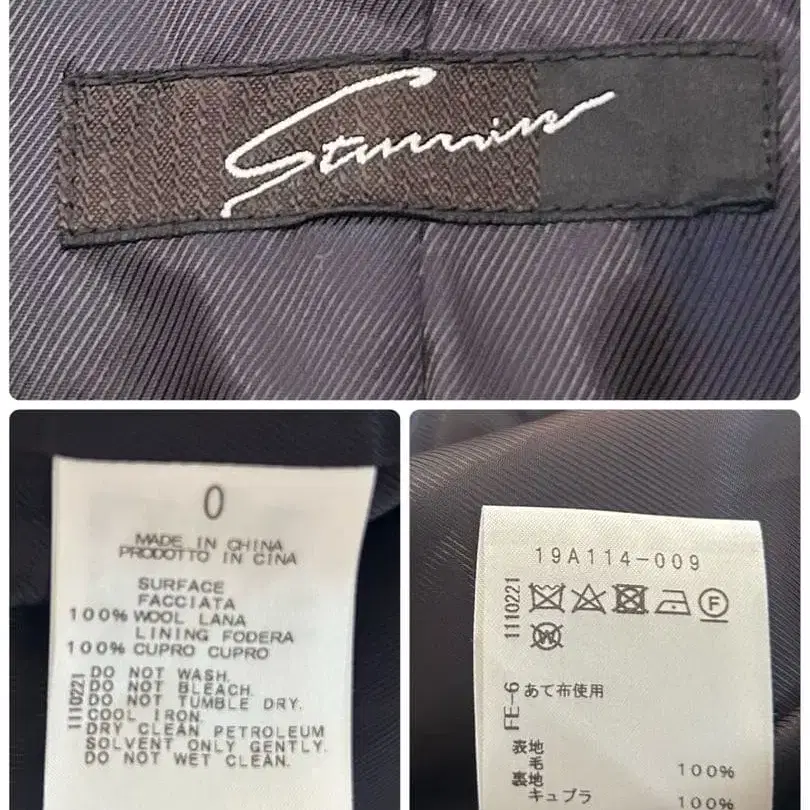 Stunning
0
MADE IN CHINA
PRODOTTO IN CINA
SURFACE
FACCIATA
100% WOOL LANA
LINING FODERA
100% CUPRO CUPRO
1110221
DO NOT WASH.
DO NOT BLEACH.
DO NOT TUMBLE DRY.
COOL IRON.
DRY CLEAN PETROLEUM
SOLVENT ONLY GENTLY.
DO NOT WET CLEAN.
19A114-009
1110221
F
W
FE-6
あて布使用
表地
毛 100%
裏地
キュプラ 100%